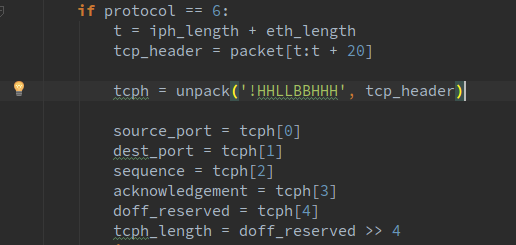 if protocol == 6:
t = iph_length + eth_length
tcp_header = packet[t:t + 20]
tcph = unpack('!HHLLBBHHH', tcp_header)
source_port = tcph[0]
dest_port = tcph[1]
sequence = tcph[2]
acknowledgement = tcph[3]
doff_reserved = tcph[4]
tcph_length = doff_reserved >> 4